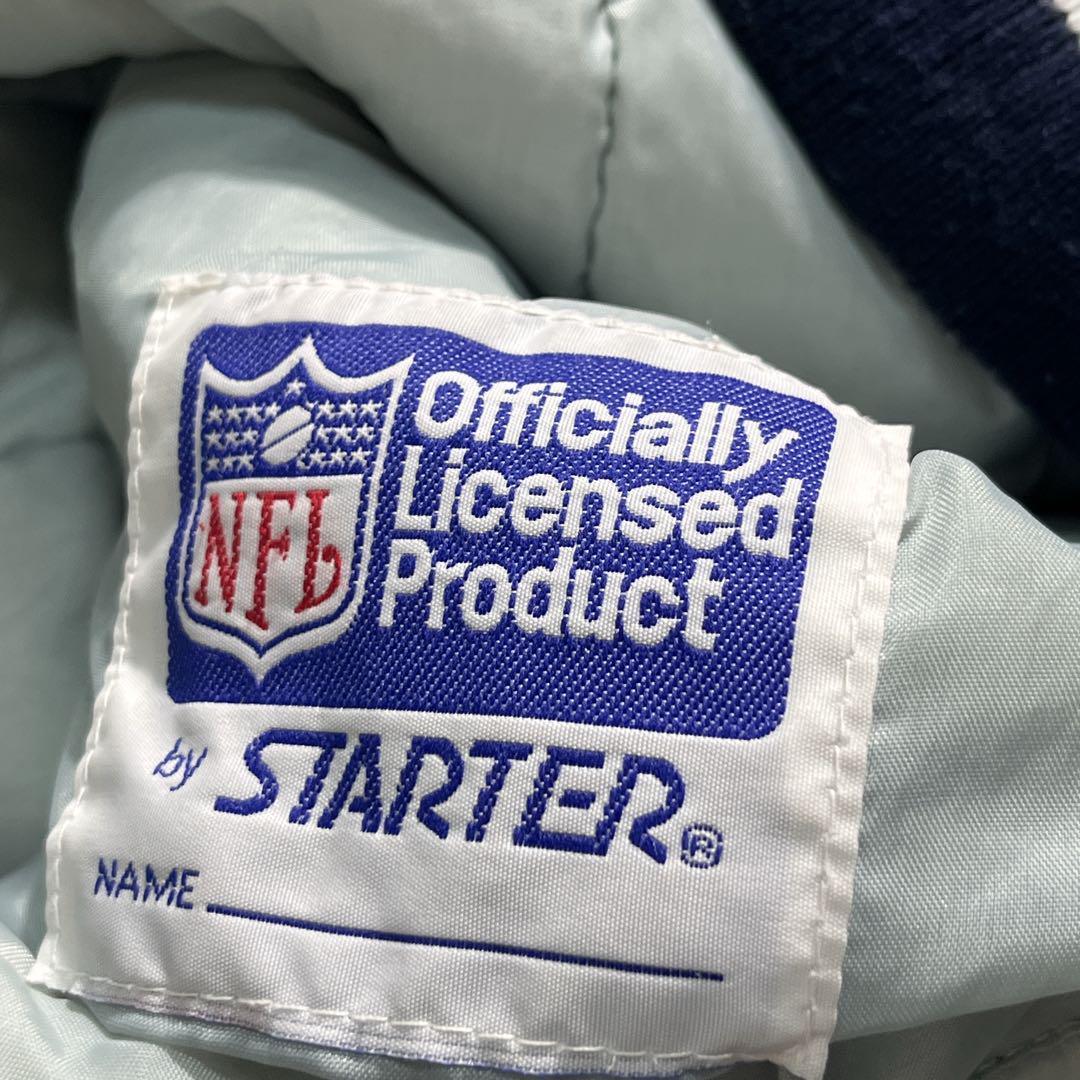 NFL
Officially
Licensed
Product
by STARTER®
NAME